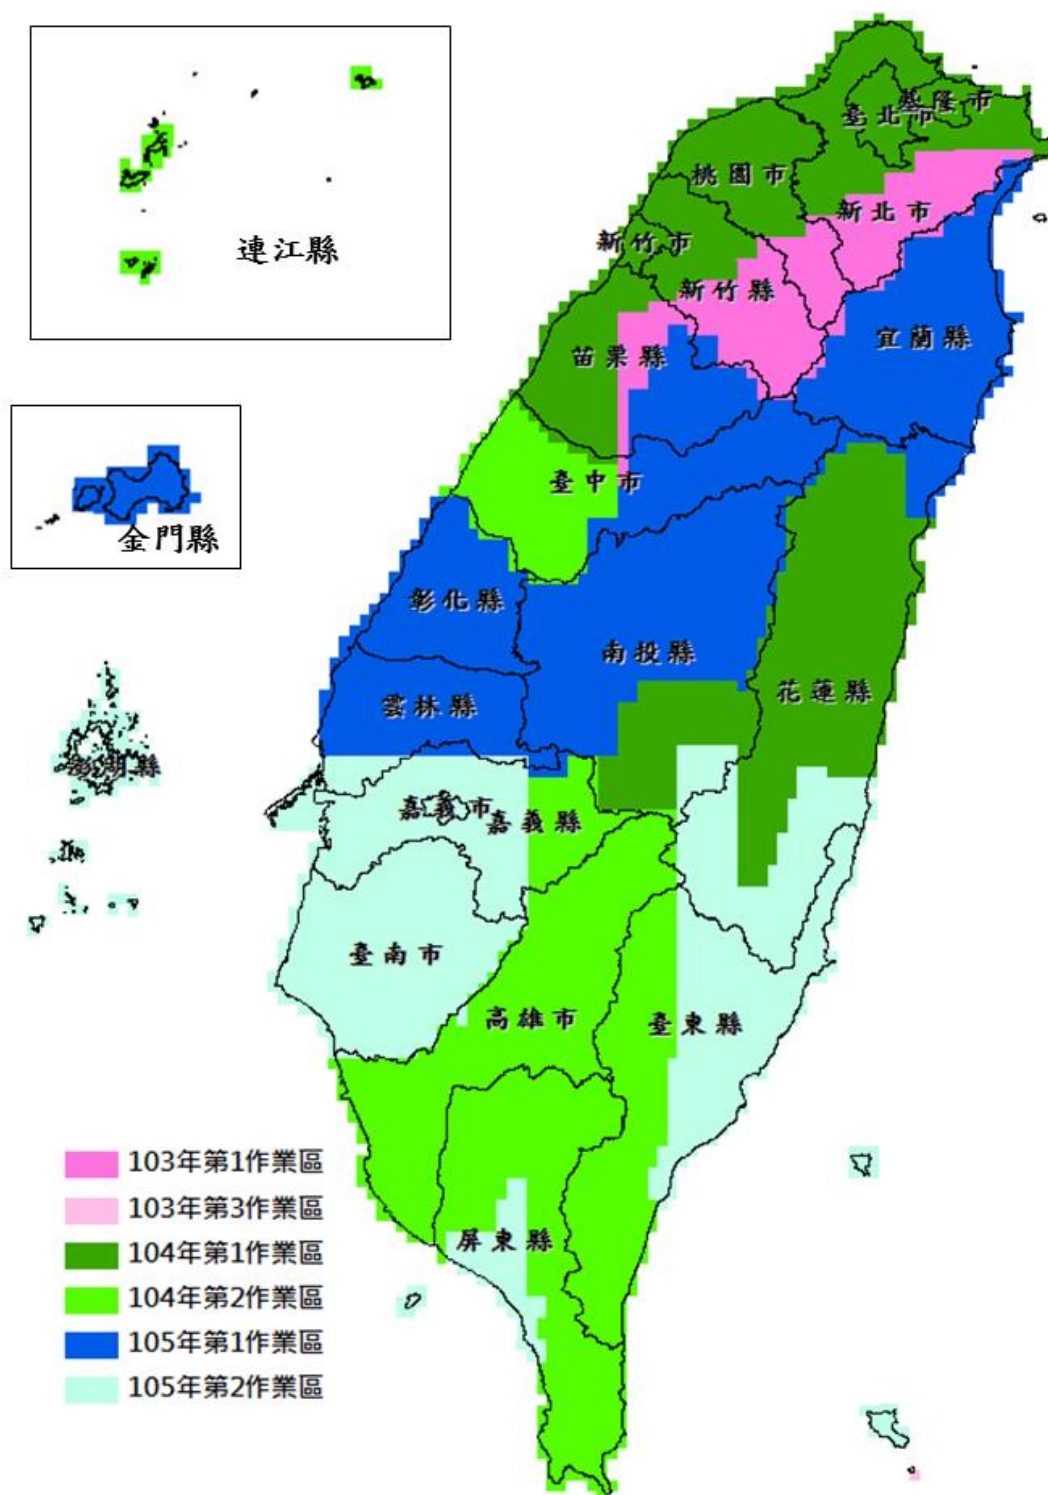 基隆市
臺北市
桃園市
新北市
新竹市
連江縣
新竹縣
宜蘭縣
苗栗縣
臺中市
金門縣
彰化縣
南投縣
花蓮縣
雲林縣
澎湖縣
嘉義市
嘉義縣
臺南市
高雄市
臺東縣
屏東縣
103年第1作業區
103年第3作業區
104年第1作業區
104年第2作業區
105年第1作業區
105年第2作業區